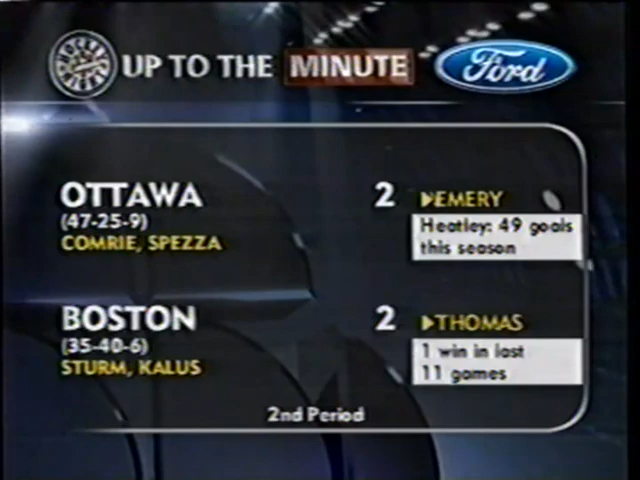 UP TO THE MINUTE Ford
OTTAWA 2 EMERY
(47-25-9) Heatley: 49 goals
COMRIE, SPEZZA this season
BOSTON 2 THOMAS
(35-40-6) 1 win in last
STURM, KALUS 11 games
2nd Period